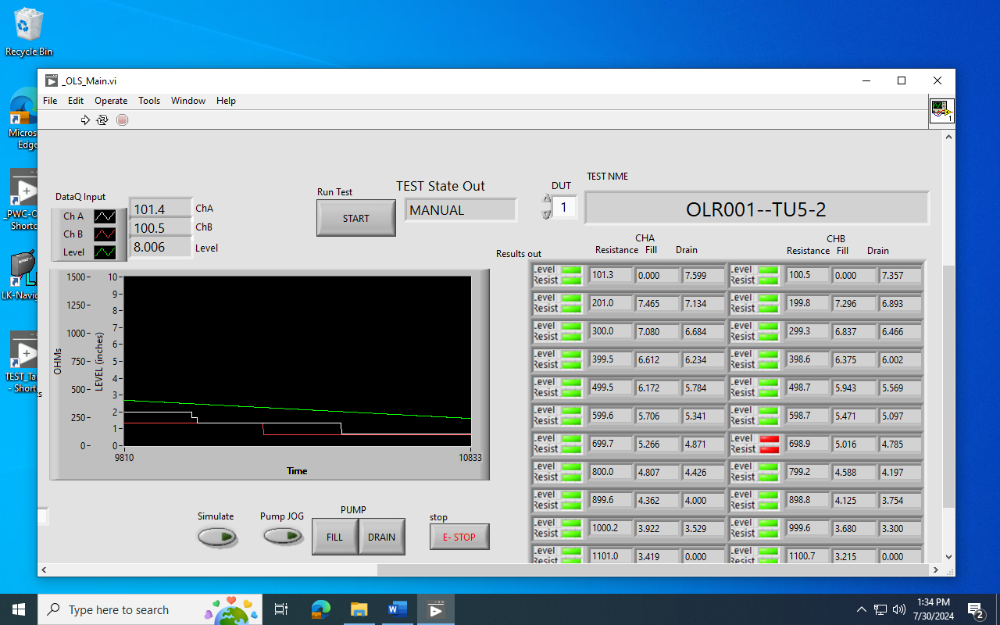 Recycle Bin
_OLS_Main.vi
File Edit Operate Tools Window Help
1
TEST NME
DUT
TEST State Out
Run Test
DataQ Input
1
OLR001--TU5-2
101.4 ChA
Ch A
START
MANUAL
100.5 ChB
Ch B
8.006 Level
Level
CHA CHB
Resistance Fill Drain Resistance Fill Drain
Results out
Level Resist 101.3 0.000 7.599 Level Resist 100.5 0.000 7.357
Level Resist 201.0 7.465 7.134 Level Resist 199.8 7.296 6.893
Level Resist 300.0 7.080 6.684 Level Resist 299.3 6.837 6.466
Level Resist 399.5 6.612 6.234 Level Resist 398.6 6.375 6.002
Level Resist 499.5 6.172 5.784 Level Resist 498.7 5.943 5.569
Level Resist 599.6 5.706 5.341 Level Resist 598.7 5.471 5.097
Level Resist 699.7 5.266 4.871 Level Resist 698.9 5.016 4.785
Level Resist 800.0 4.807 4.426 Level Resist 799.2 4.588 4.197
Level Resist 899.6 4.362 4.000 Level Resist 898.8 4.125 3.754
Level Resist 1000.2 3.922 3.529 Level Resist 999.6 3.680 3.300
Level Resist 1101.0 3.419 0.000 Level Resist 1100.7 3.215 0.000
1500
1250
1000
750
500
250
0
OHMs
10
9
8
7
6
5
4
3
2
1
0
LEVEL (inches)
9810 10833
Time
Simulate Pump JOG PUMP stop
FILL DRAIN E- STOP
Micros
Edge
_PWC-O
Shortc
LK-Navig
TEST_Ta
- Short
ts
Type here to search
1:34 PM
7/30/2024
2